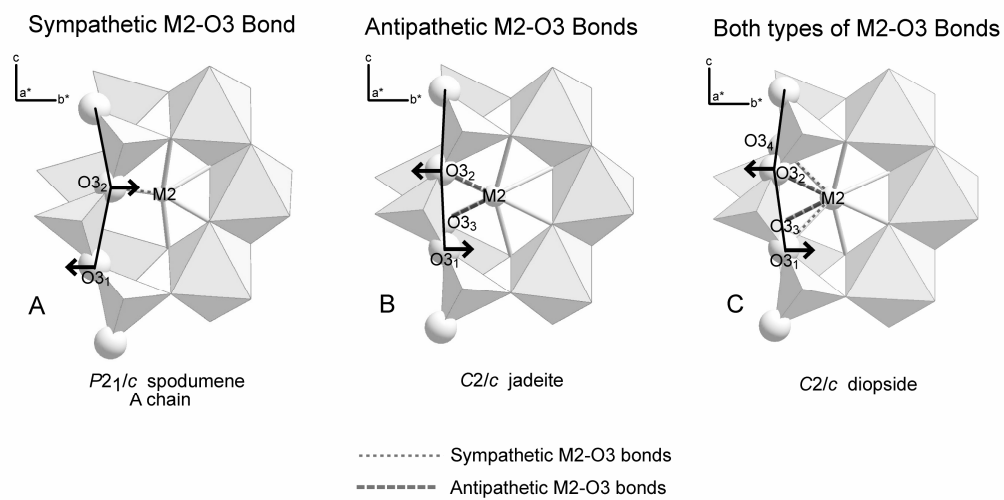 Sympathetic M2-O3 Bond
c
a*
b*
O3₂
M2
O3₁
A
P2₁/c spodumene
A chain
Antipathetic M2-O3 Bonds
c
a*
b*
O3₂
M2
O3₃
O3₁
B
C2/c jadeite
Both types of M2-O3 Bonds
c
a*
b*
O3₄
O3₂
M2
O3₃
O3₁
C
C2/c diopside
Sympathetic M2-O3 bonds
Antipathetic M2-O3 bonds